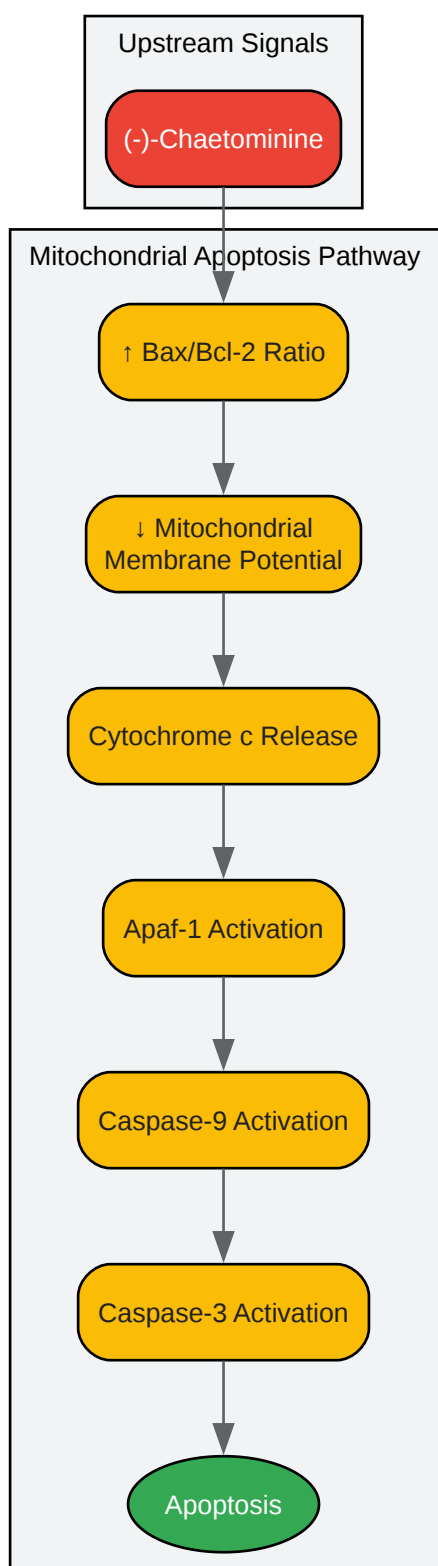 Upstream Signals
(-)-Chaetominine
Mitochondrial Apoptosis Pathway
↑ Bax/Bcl-2 Ratio
↓ Mitochondrial
Membrane Potential
Cytochrome c Release
Apaf-1 Activation
Caspase-9 Activation
Caspase-3 Activation
Apoptosis